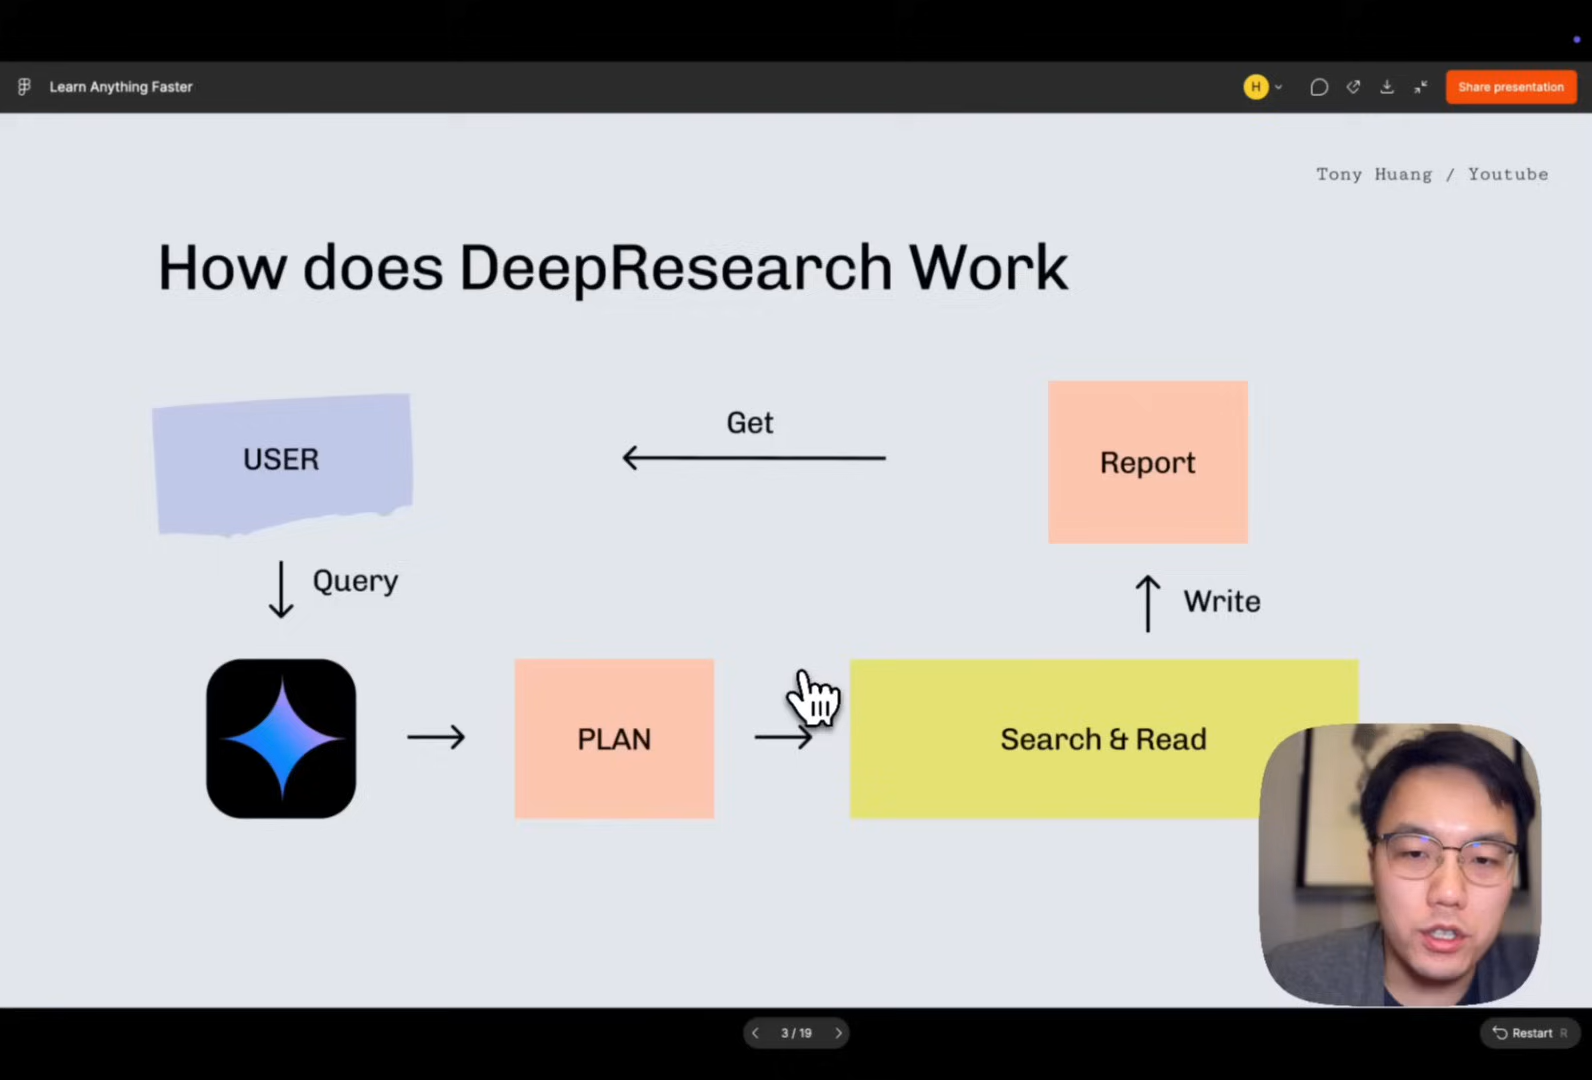 Learn Anything Faster
H
Share presentation
Tony Huang / Youtube
How does DeepResearch Work
USER
Get
Report
Query
Write
PLAN
Search & Read
3 / 19
Restart R